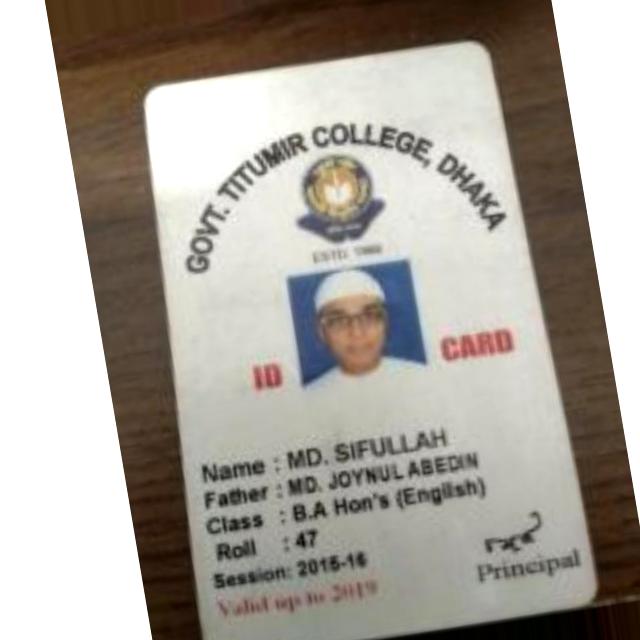 GOVT. TITUMIR COLLEGE, DHAKA
ESTD. 1968
ID CARD
Name : MD. SIFULLAH
Father : MD. JOYNUL ABEDIN
Class : B.A Hon's (English)
Roll : 47
Session: 2015-16
Valid up to 2019
Principal